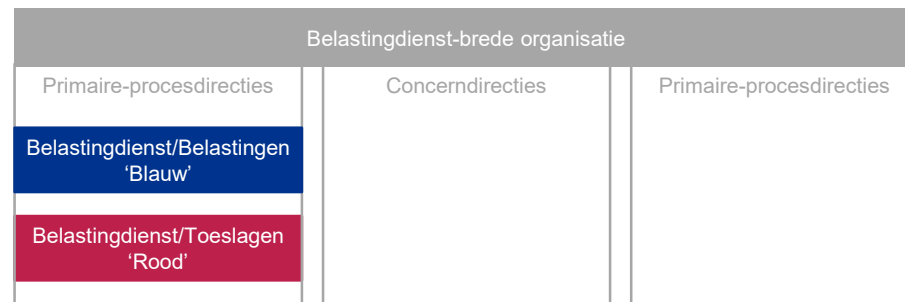 Belastingdienst-brede organisatie
Primaire-procesdirecties
Concerndirecties
Primaire-procesdirecties
Belastingdienst/Belastingen
‘Blauw’
Belastingdienst/Toeslagen
‘Rood’